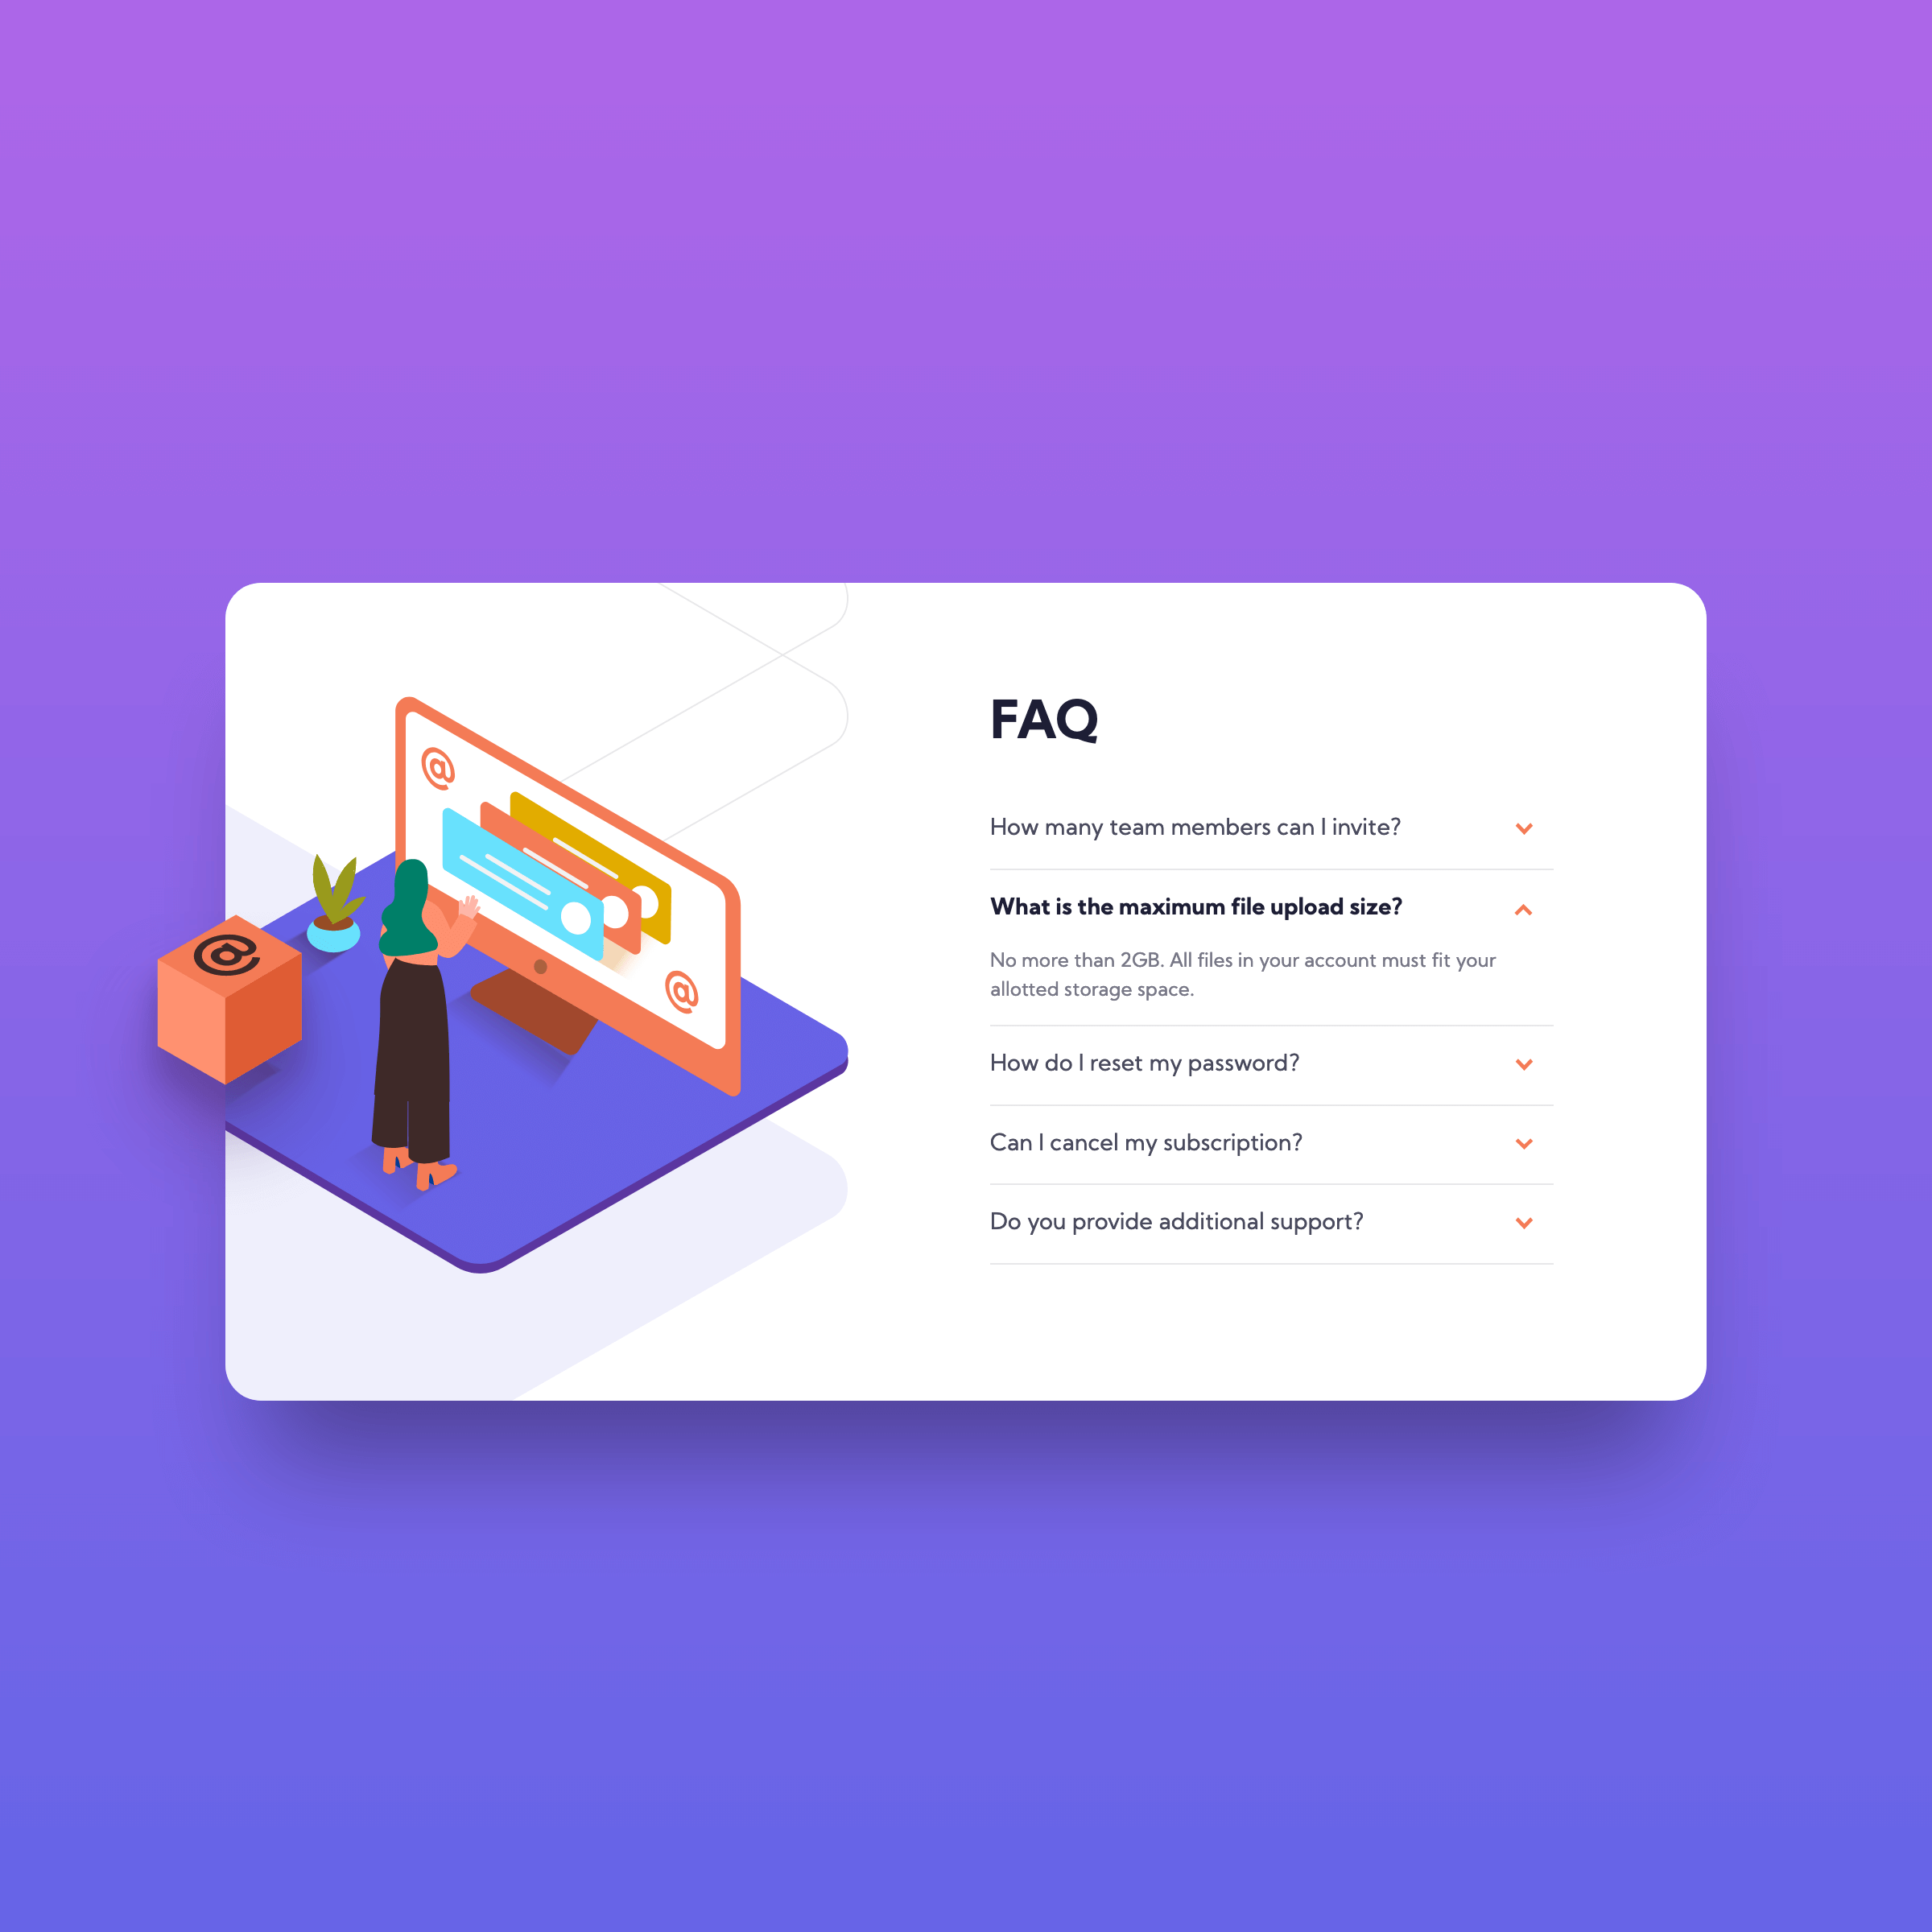 @
@
@
FAQ
How many team members can I invite?
What is the maximum file upload size?
No more than 2GB. All files in your account must fit your
allotted storage space.
How do I reset my password?
Can I cancel my subscription?
Do you provide additional support?